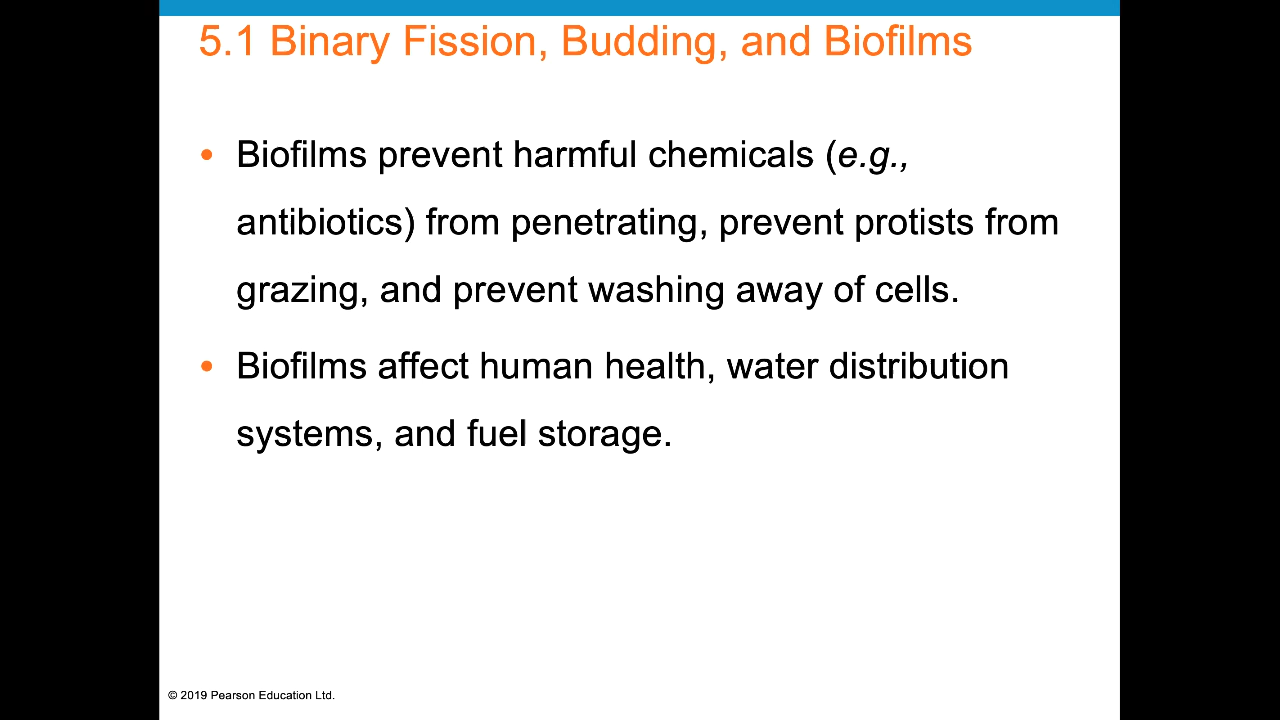 5.1 Binary Fission, Budding, and Biofilms
• Biofilms prevent harmful chemicals (e.g.,
antibiotics) from penetrating, prevent protists from
grazing, and prevent washing away of cells.
• Biofilms affect human health, water distribution
systems, and fuel storage.
© 2019 Pearson Education Ltd.